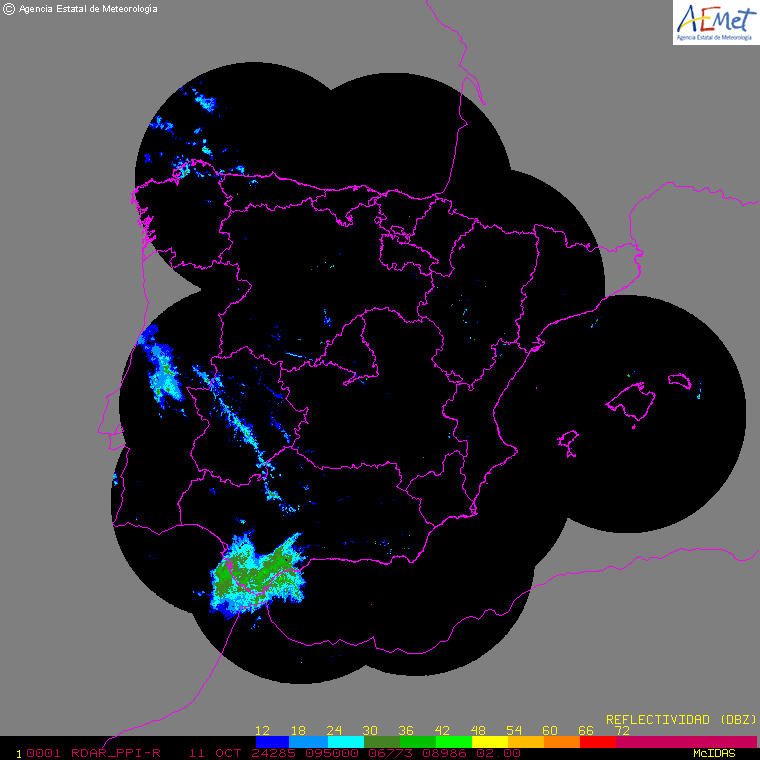 © Agencia Estatal de Meteorología
AEMet
Agencia Estatal de Meteorología
REFLECTIVIDAD (DBZ)
12 18 24 30 36 42 48 54 60 66 72
1 0001 RDAR_PPI-R 11 OCT 24285 095000 06773 08986 02.00 McIDAS